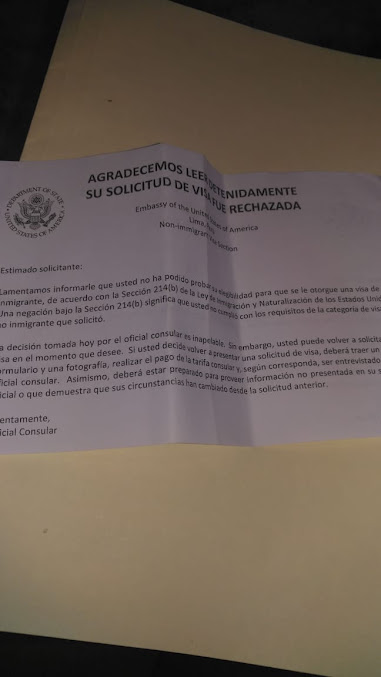 AGRADECEMOS LEER DETENIDAMENTE
SU SOLICITUD DE VISA FUE RECHAZADA
DEPARTMENT OF STATE
UNITED STATES OF AMERICA
Embassy of the United States of America
Lima,
Non-Immigrant Visa Section
Estimado solicitante:
Lamentamos informarle que usted no ha podido probar su elegibilidad para que se le otorgue una visa de
nmigrante, de acuerdo con la Sección 214(b) de la Ley de Inmigración y Naturalización de los Estados Unid
Una negación bajo la Sección 214(b) significa que usted no cumplió con los requisitos de la categoría de visa
no inmigrante que solicitó.
a decisión tomada hoy por el oficial consular es inapelable. Sin embargo, usted puede volver a solicita
isa en el momento que desee. Si usted decide volver a presentar una solicitud de visa, deberá traer un
ormulario y una fotografía, realizar el pago de la tarifa consular y, según corresponda, ser entrevistado
ficial consular. Asimismo, deberá estar preparado para proveer información no presentada en su s
icial o que demuestra que sus circunstancias han cambiado desde la solicitud anterior.
entamente,
icial Consular